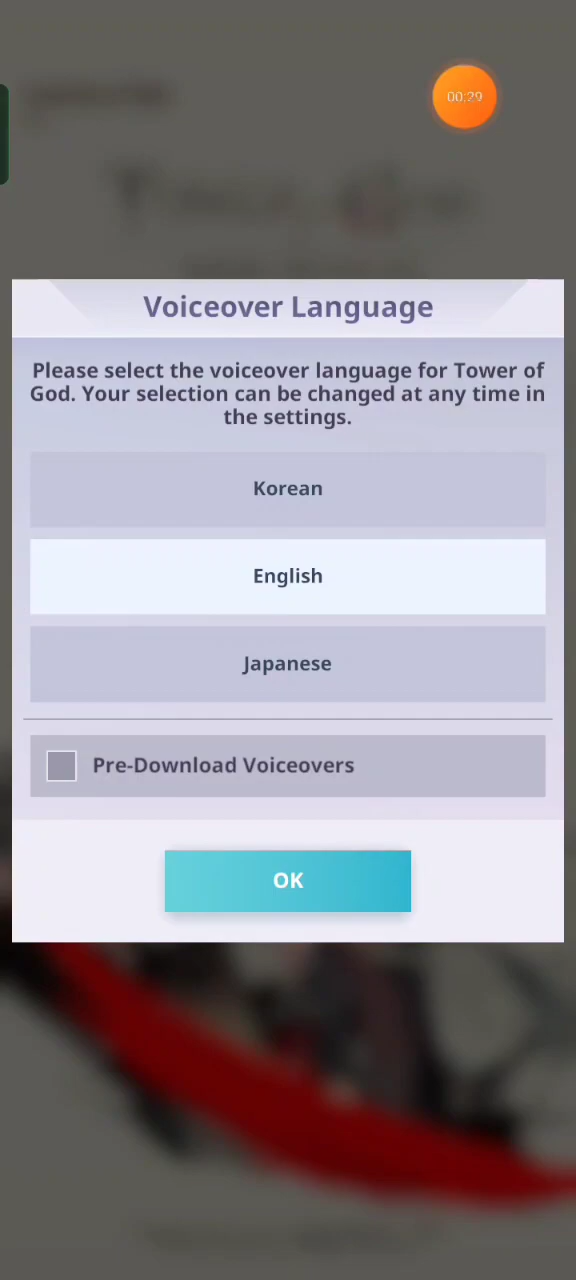 00:29
Voiceover Language
Please select the voiceover language for Tower of
God. Your selection can be changed at any time in
the settings.
Korean
English
Japanese
Pre-Download Voiceovers
OK